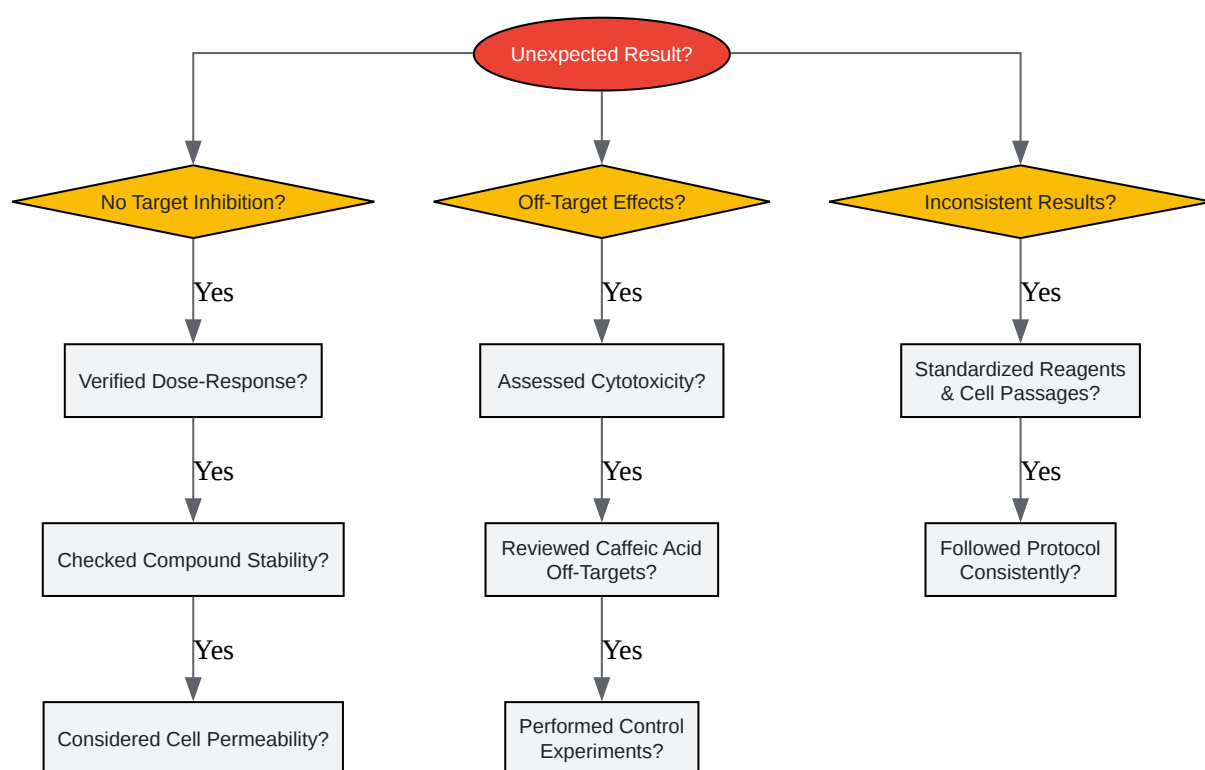 Unexpected Result?
No Target Inhibition?
Off-Target Effects?
Inconsistent Results?
Yes
Yes
Yes
Verified Dose-Response?
Assessed Cytotoxicity?
Standardized Reagents
& Cell Passages?
Yes
Yes
Yes
Checked Compound Stability?
Reviewed Caffeic Acid
Off-Targets?
Followed Protocol
Consistently?
Yes
Yes
Considered Cell Permeability?
Performed Control
Experiments?